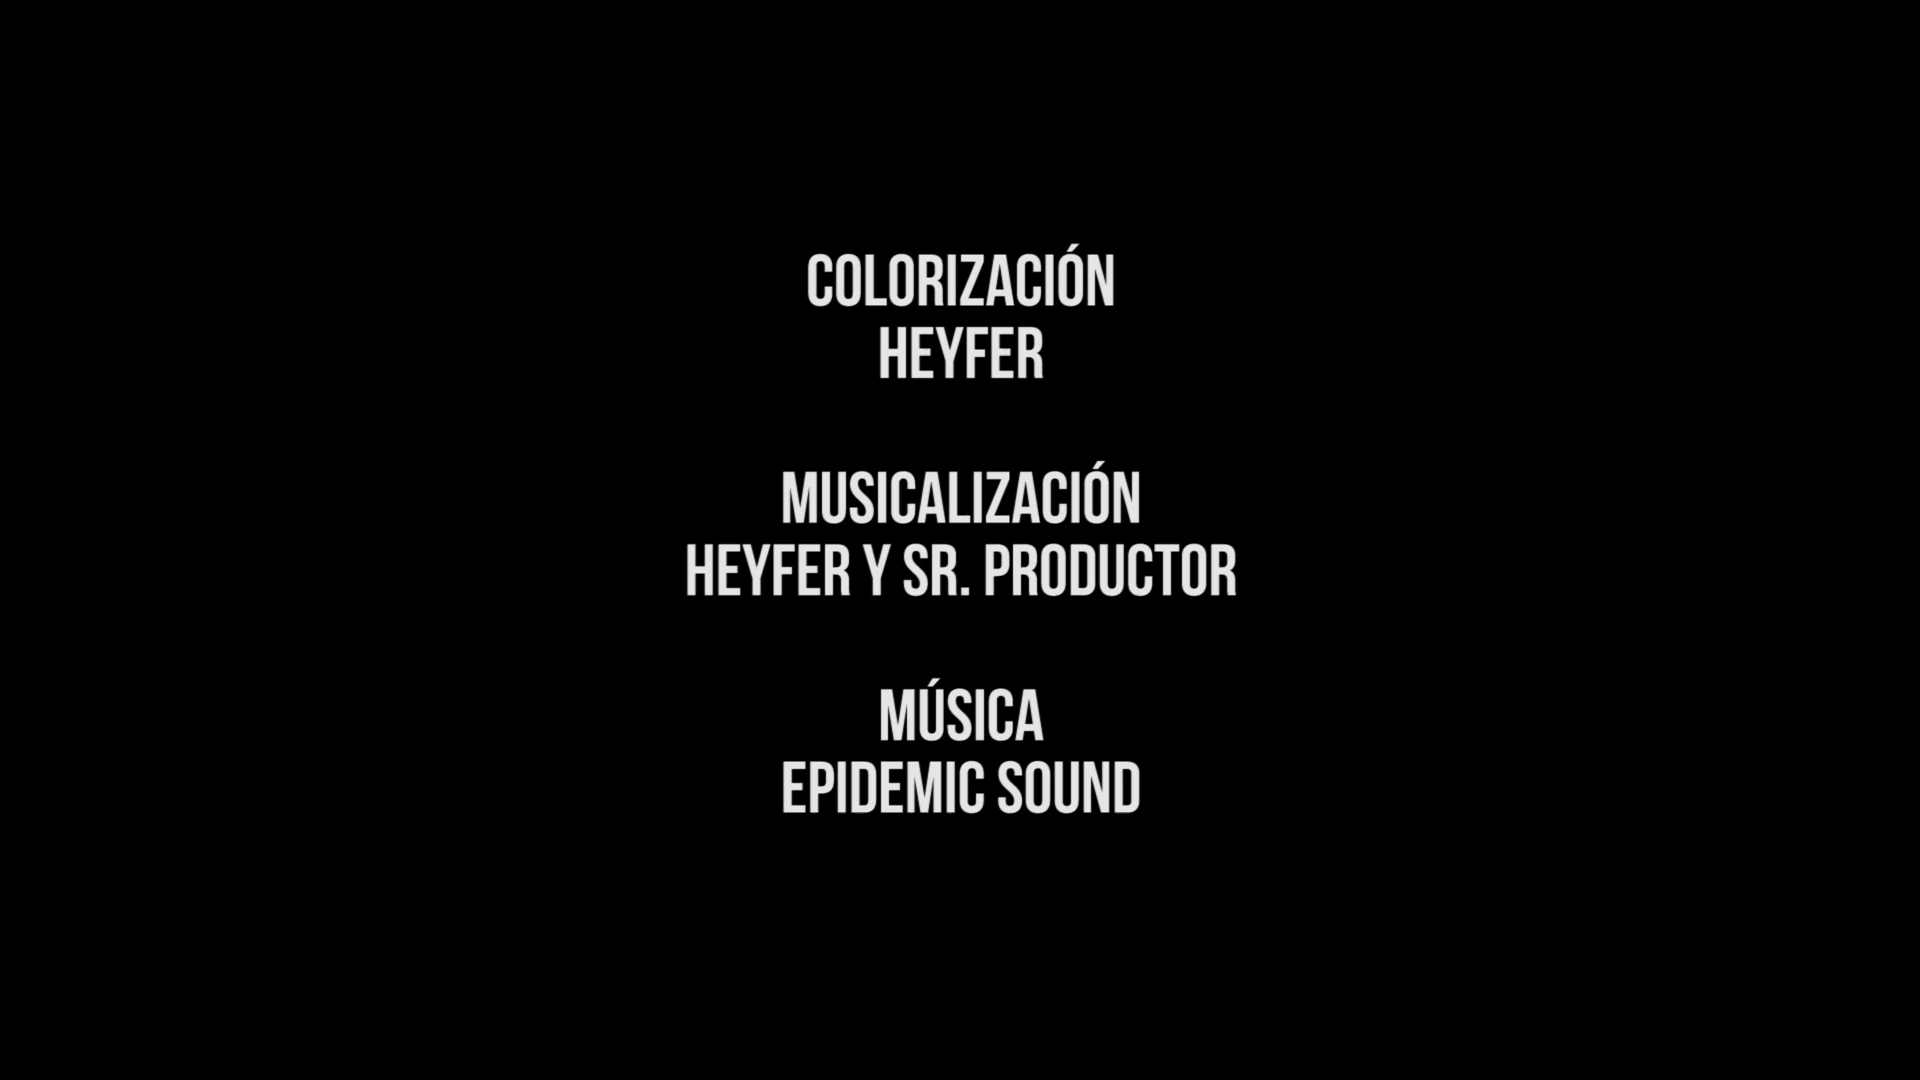 COLORIZACIÓN
HEYFER
MUSICALIZACIÓN
HEYFER Y SR. PRODUCTOR
MÚSICA
EPIDEMIC SOUND